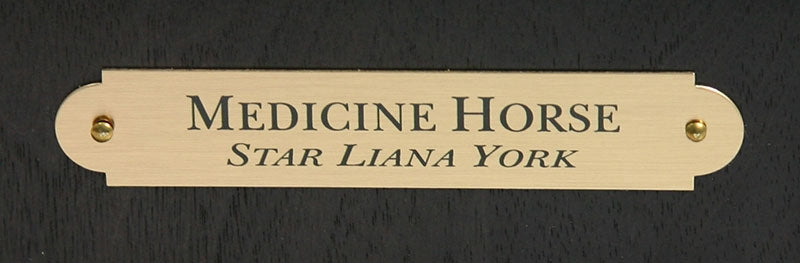 MEDICINE HORSE
STAR LIANA YORK